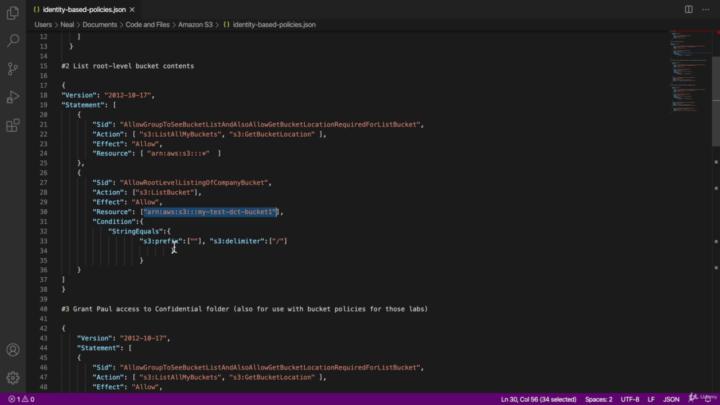 identity-based-policies.json ×
Users > Neal > Documents > Code and Files > Amazon S3 > {} identity-based-policies.json
12 ]
13 }
14
15 #2 List root-level bucket contents
16
17 {
18 "Version": "2012-10-17",
19 "Statement": [
20 {
21 "Sid": "AllowGroupToSeeBucketListAndAlsoAllowGetBucketLocationRequiredForListBucket",
22 "Action": [ "s3:ListAllMyBuckets", "s3:GetBucketLocation" ],
23 "Effect": "Allow",
24 "Resource": [ "arn:aws:s3:::*" ]
25 },
26 {
27 "Sid": "AllowRootLevelListingOfCompanyBucket",
28 "Action": ["s3:ListBucket"],
29 "Effect": "Allow",
30 "Resource": ["arn:aws:s3:::my-test-dct-bucket1"],
31 "Condition":{
32 "StringEquals":{
33 "s3:prefix":[""], "s3:delimiter":["/"]
34 }
35 }
36 }
37 ]
38 }
39
40 #3 Grant Paul access to Confidential folder (also for use with bucket policies for those labs)
41
42 {
43 "Version": "2012-10-17",
44 "Statement": [
45 {
46 "Sid": "AllowGroupToSeeBucketListAndAlsoAllowGetBucketLocationRequiredForListBucket",
47 "Action": [ "s3:ListAllMyBuckets", "s3:GetBucketLocation" ],
48 "Effect": "Allow",
1 0 Ln 30, Col 56 (34 selected) Spaces: 2 UTF-8 LF JSON
Udemy